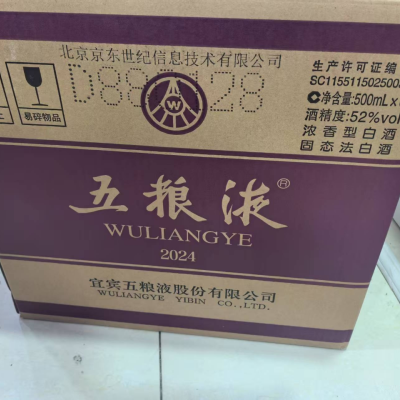 北京京东世纪信息技术有限公司
生产许可证编
SC1155115025008
净含量:500mL×
酒精度:52%vol
浓香型白酒
固态法白酒
易碎物品
五粮液®
WULIANGYE
2024
宜宾五粮液股份有限公司
WULIANGYE YIBIN CO.,LTD.